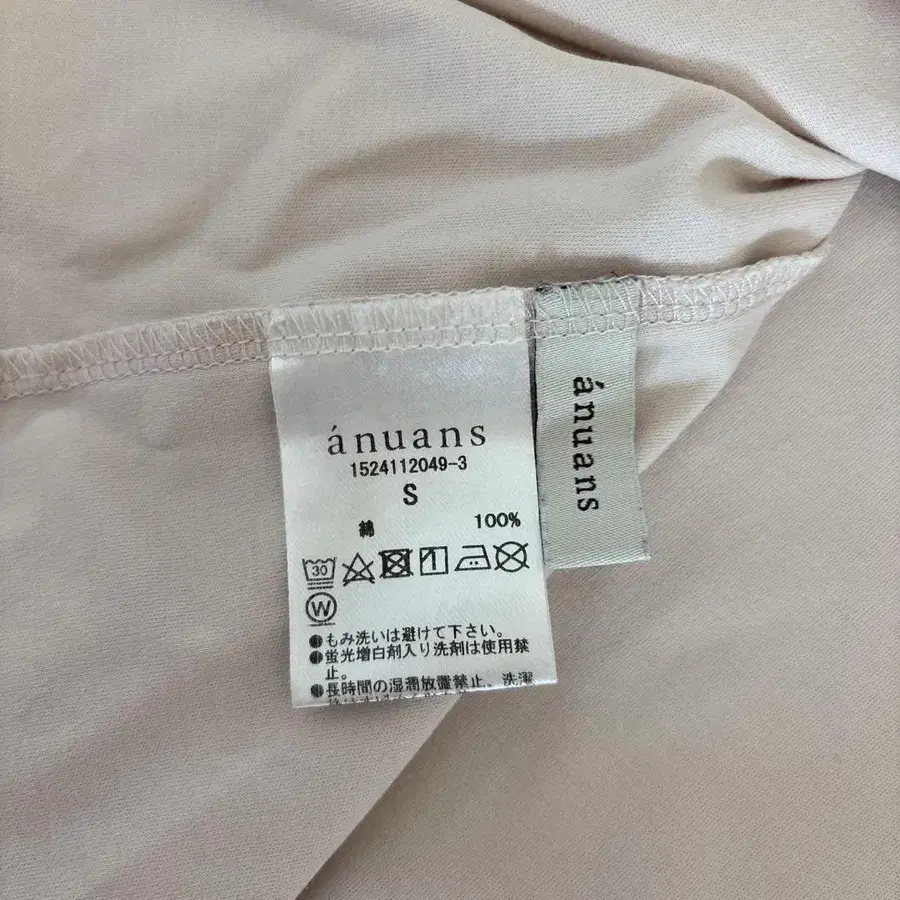 ánuans
1524112049-3
S
綿 100%
30
W
●もみ洗いは避けて下さい。
●蛍光増白剤入り洗剤は使用禁
止。
●長時間の湿潤放置禁止、洗濯
ánuans